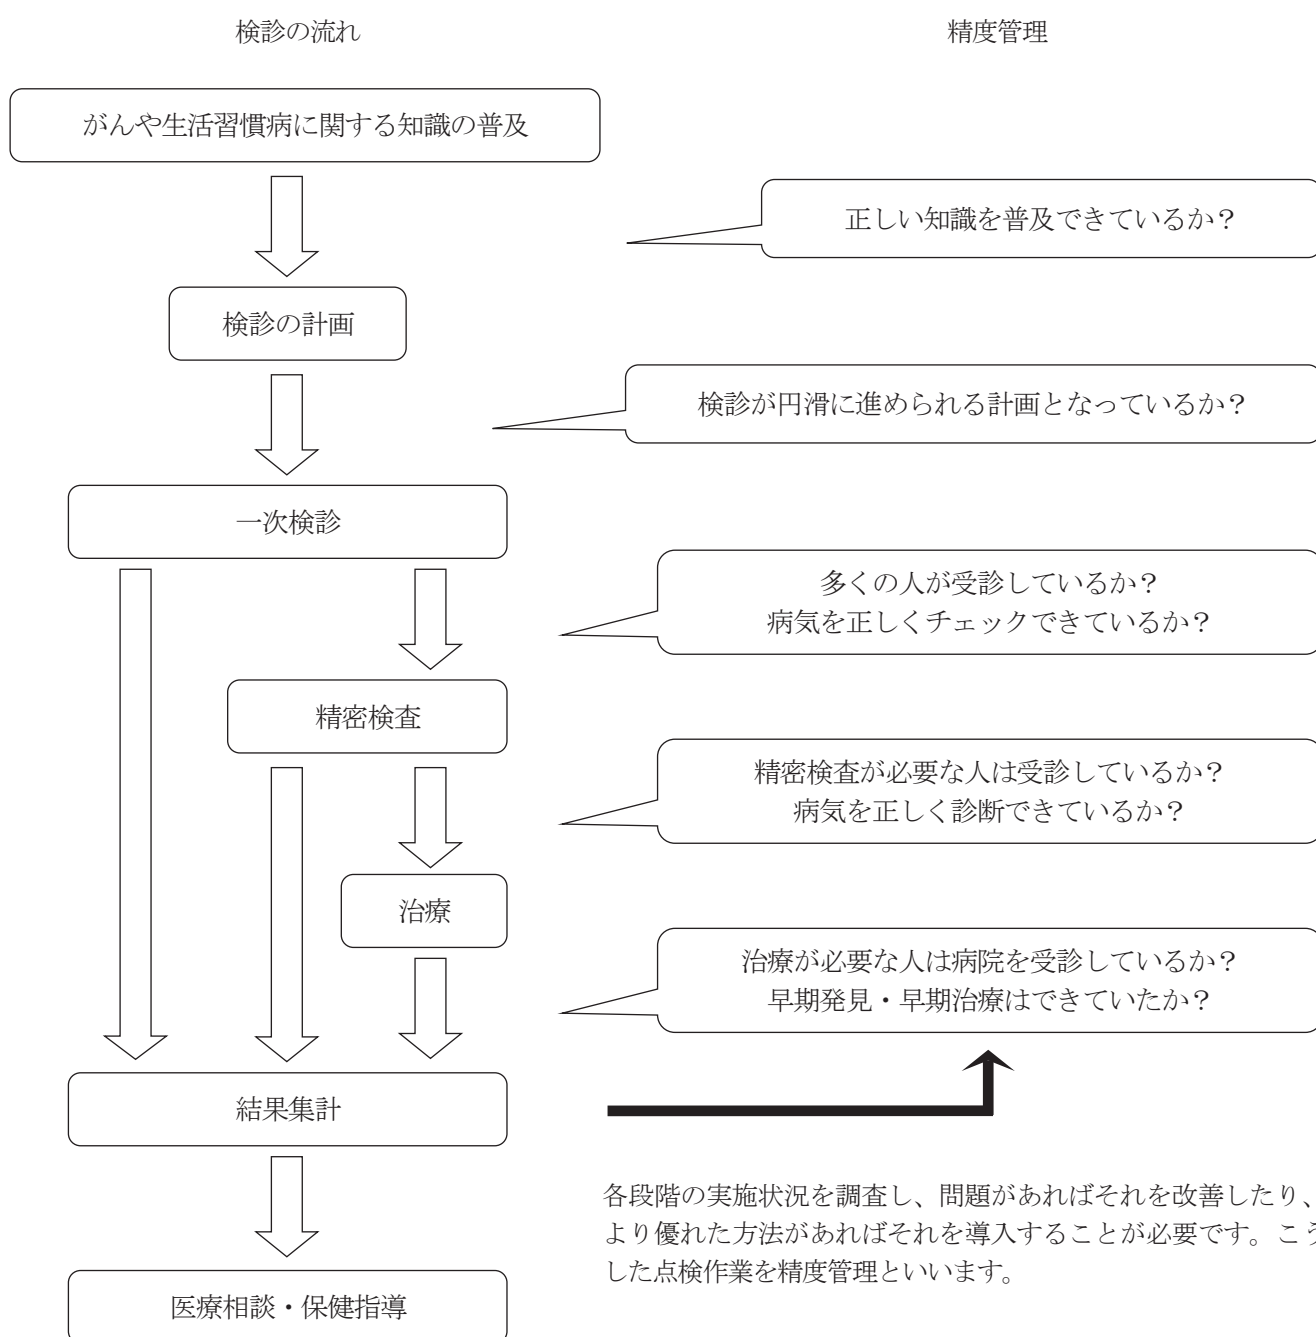 検診の流れ
精度管理
がんや生活習慣病に関する知識の普及
正しい知識を普及できているか？
検診の計画
検診が円滑に進められる計画となっているか？
一次検診
多くの人が受診しているか？
病気を正しくチェックできているか？
精密検査
精密検査が必要な人は受診しているか？
病気を正しく診断できているか？
治療
治療が必要な人は病院を受診しているか？
早期発見・早期治療はできていたか？
結果集計
各段階の実施状況を調査し、問題があればそれを改善したり、
より優れた方法があればそれを導入することが必要です。こう
した点検作業を精度管理といいます。
医療相談・保健指導